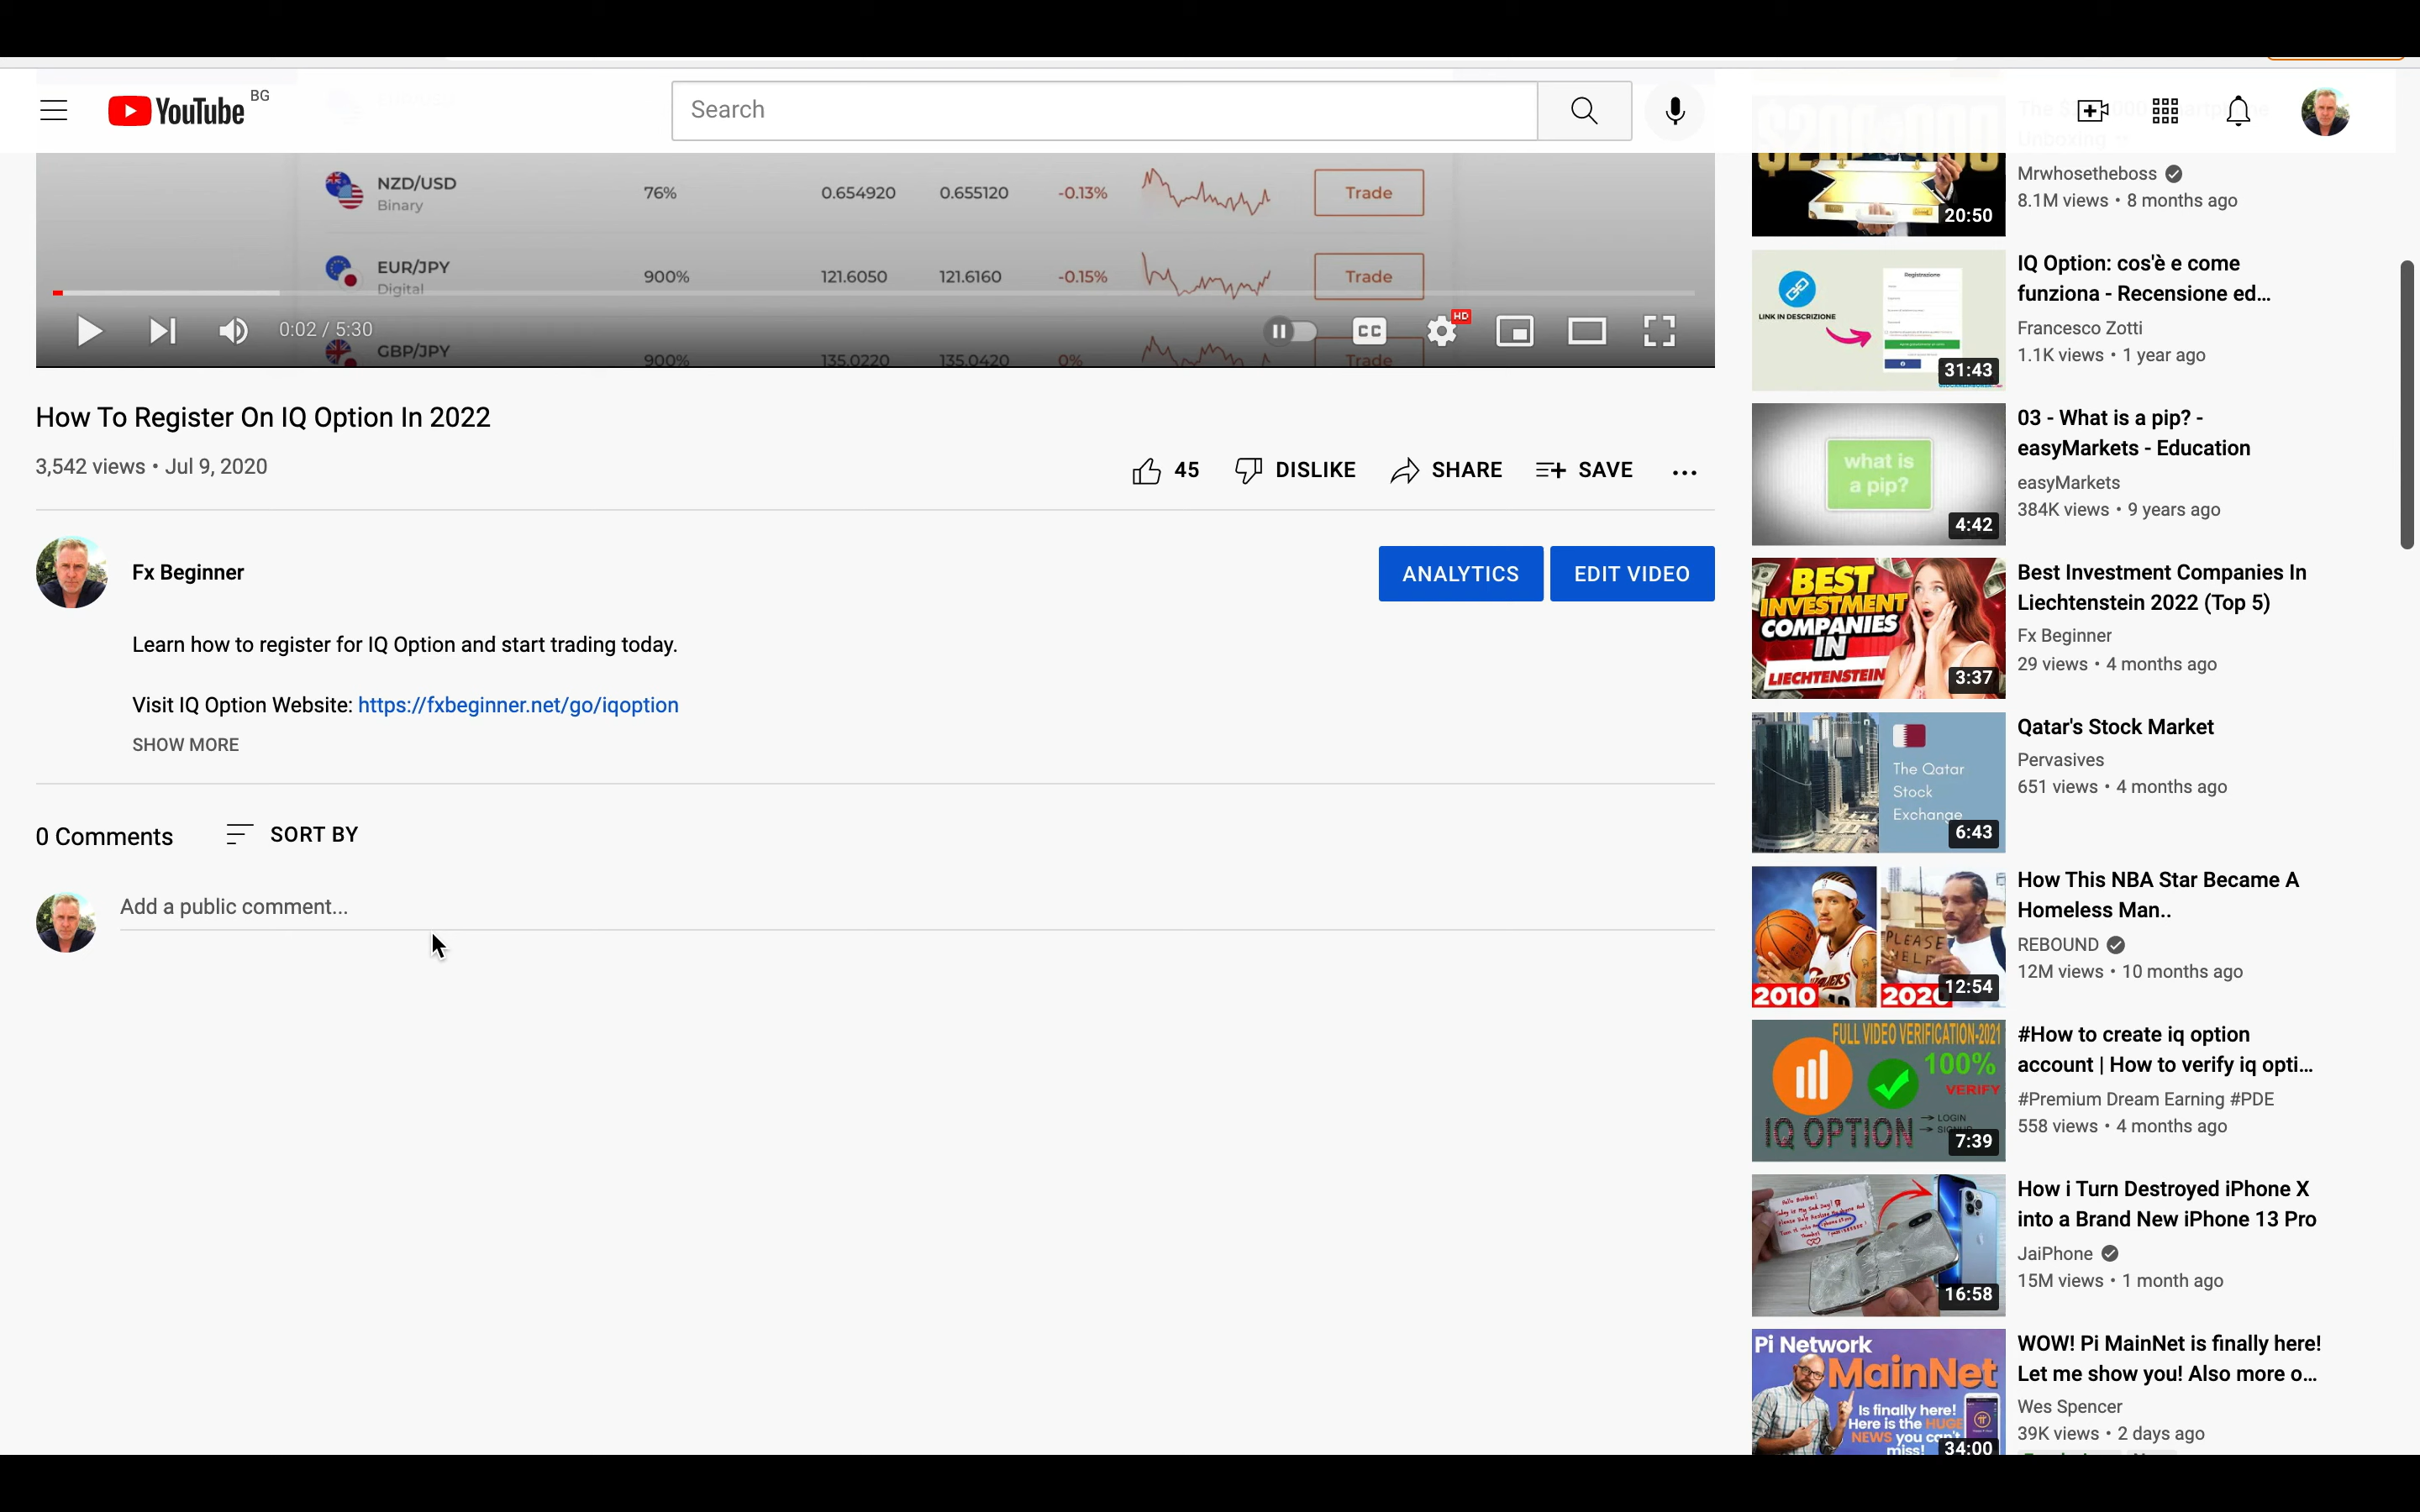 YouTube BG
Search
NZD/USD 76% 0.654920 0.655120 -0.13% Trade
Binary
EUR/JPY 900% 121.6050 121.6160 -0.15% Trade
Digital
0:02 / 5:30
CC
HD
GBP/JPY 900% 135.0220 135.0420 0% Trade
How To Register On IQ Option In 2022
3,542 views • Jul 9, 2020
45 DISLIKE SHARE SAVE ...
Fx Beginner
ANALYTICS EDIT VIDEO
Learn how to register for IQ Option and start trading today.
Visit IQ Option Website: https://fxbeginner.net/go/iqoption
SHOW MORE
0 Comments SORT BY
Add a public comment...
20:50
Mrwhosetheboss
8.1M views • 8 months ago
Registrazione
LINK IN DESCRIZIONE
31:43
IQ Option: cos'è e come
funziona - Recensione ed...
Francesco Zotti
1.1K views • 1 year ago
what is
a pip?
4:42
03 - What is a pip? -
easyMarkets - Education
easyMarkets
384K views • 9 years ago
BEST
INVESTMENT
COMPANIES
IN
LIECHTENSTEIN
3:37
Best Investment Companies In
Liechtenstein 2022 (Top 5)
Fx Beginner
29 views • 4 months ago
The Qatar
Stock
Exchange
6:43
Qatar's Stock Market
Pervasives
651 views • 4 months ago
PLEASE
HELP
2010
12:54
How This NBA Star Became A
Homeless Man..
REBOUND
12M views • 10 months ago
FULL VIDEO VERIFICATION-2021
100%
VERIFY
IQ OPTION
LOGIN
7:39
#How to create iq option
account | How to verify iq opti...
#Premium Dream Earning #PDE
558 views • 4 months ago
16:58
How i Turn Destroyed iPhone X
into a Brand New iPhone 13 Pro
JaiPhone
15M views • 1 month ago
Pi Network
MainNet
Is finally here!
Here is the HUGE
NEWS you can't
miss!
34:00
WOW! Pi MainNet is finally here!
Let me show you! Also more o...
Wes Spencer
39K views • 2 days ago